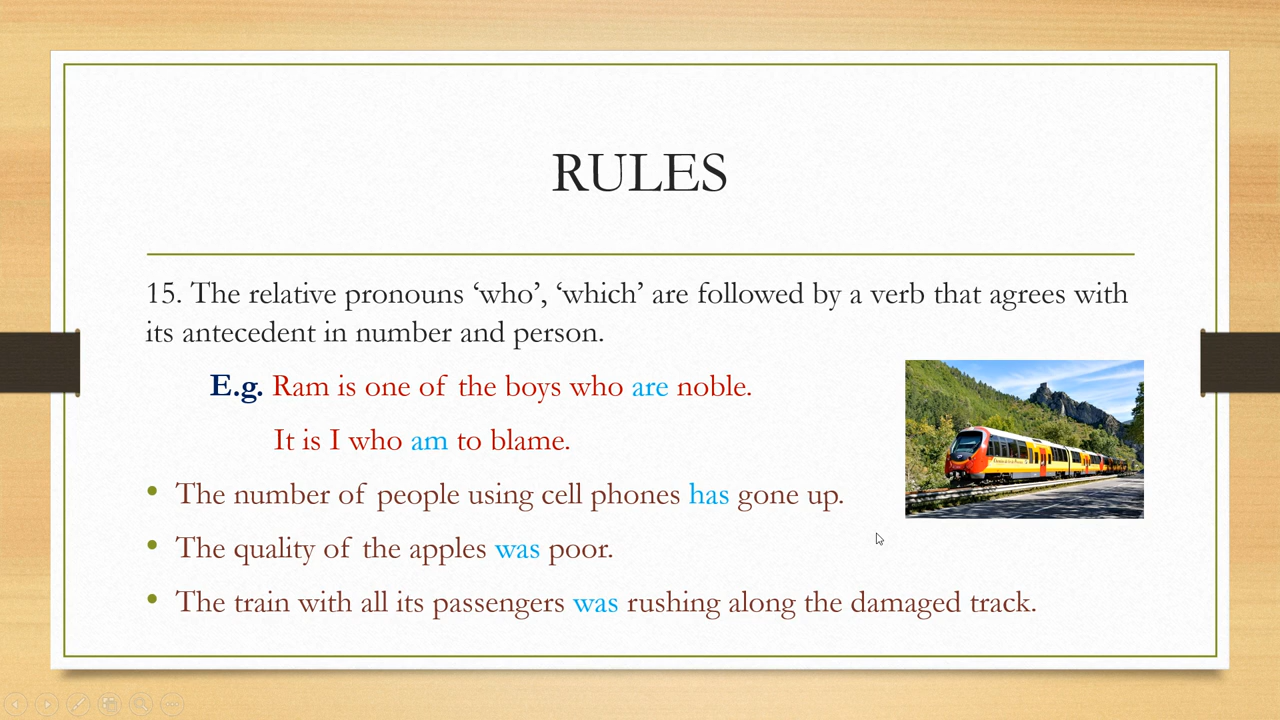 RULES
15. The relative pronouns ‘who’, ‘which’ are followed by a verb that agrees with
its antecedent in number and person.
E.g. Ram is one of the boys who are noble.
It is I who am to blame.
• The number of people using cell phones has gone up.
• The quality of the apples was poor.
• The train with all its passengers was rushing along the damaged track.